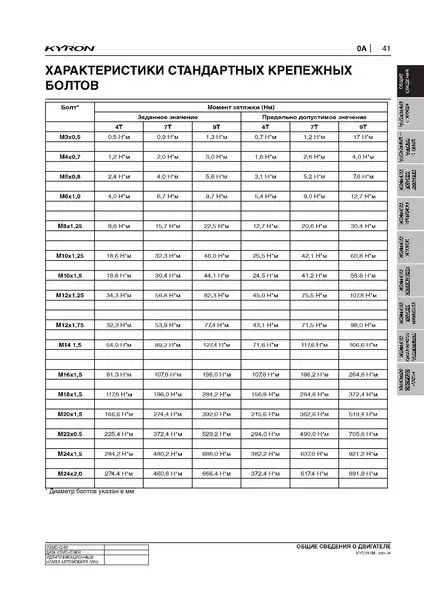 KYRON 0A 41
ХАРАКТЕРИСТИКИ СТАНДАРТНЫХ КРЕПЕЖНЫХ
БОЛТОВ
Болт* Момент затяжки (Нм)
Заданное значение Предельно допустимое значение
4T 7T 9T 4T 7T 9T
M3x0,5 0,5 Н*м 0,9 Н*м 1,3 Н*м 0,7 Н*м 1,2 Н*м 17 Н*м
M4x0,7 1,2 Н*м 2,0 Н*м 3,0 Н*м 1,6 Н*м 2,6 Н*м 4,0 Н*м
M5x0,8 2,4 Н*м 4,0 Н*м 5,6 Н*м 3,1 Н*м 5,2 Н*м 7,6 Н*м
M6x1,0 4,0 Н*м 6,7 Н*м 9,7 Н*м 5,4 Н*м 9,0 Н*м 12,7 Н*м
M8x1,25 8,6 Н*м 15,7 Н*м 22,5 Н*м 12,7 Н*м 20,6 Н*м 30,4 Н*м
M10x1,25 18,6 Н*м 32,3 Н*м 46,0 Н*м 25,5 Н*м 42,1 Н*м 60,8 Н*м
M10x1,5 18,6 Н*м 30,4 Н*м 44,1 Н*м 24,5 Н*м 41,2 Н*м 58,8 Н*м
M12x1,25 34,3 Н*м 56,8 Н*м 82,3 Н*м 45,0 Н*м 75,5 Н*м 107,8 Н*м
M12x1,75 32,3 Н*м 53,9 Н*м 77,4 Н*м 43,1 Н*м 71,5 Н*м 98,0 Н*м
M14 1,5 54,0 Н*м 89,2 Н*м 127,4 Н*м 71,6 Н*м 117,6 Н*м 166,6 Н*м
M16x1,5 81,3 Н*м 107,8 Н*м 196,0 Н*м 107,8 Н*м 186,2 Н*м 264,6 Н*м
M18x1,5 117,6 Н*м 196,0 Н*м 284,2 Н*м 156,8 Н*м 264,6 Н*м 372,4 Н*м
M20x1,5 166,6 Н*м 274,4 Н*м 392,0 Н*м 215,6 Н*м 362,6 Н*м 519,4 Н*м
M22x0.5 225,4 Н*м 372,4 Н*м 529,2 Н*м 294,0 Н*м 490,0 Н*м 705,6 Н*м
M24x1,5 284,2 Н*м 480,2 Н*м 686,0 Н*м 382,2 Н*м 637,0 Н*м 921,2 Н*м
M24x2,0 274,4 Н*м 460,6 Н*м 666,4 Н*м 372,4 Н*м 617,4 Н*м 891,8 Н*м
* Диаметр болтов указан в мм
ОБЩИЕ
СВЕДЕНИЯ
ИЗМЕНЕНО
ДАТА ИЗМЕНЕНИЙ
ИДЕНТИФИКАЦИОННЫЙ
НОМЕР АВТОМОБИЛЯ (VIN)
ОБЩИЕ СВЕДЕНИЯ О ДВИГАТЕЛЕ